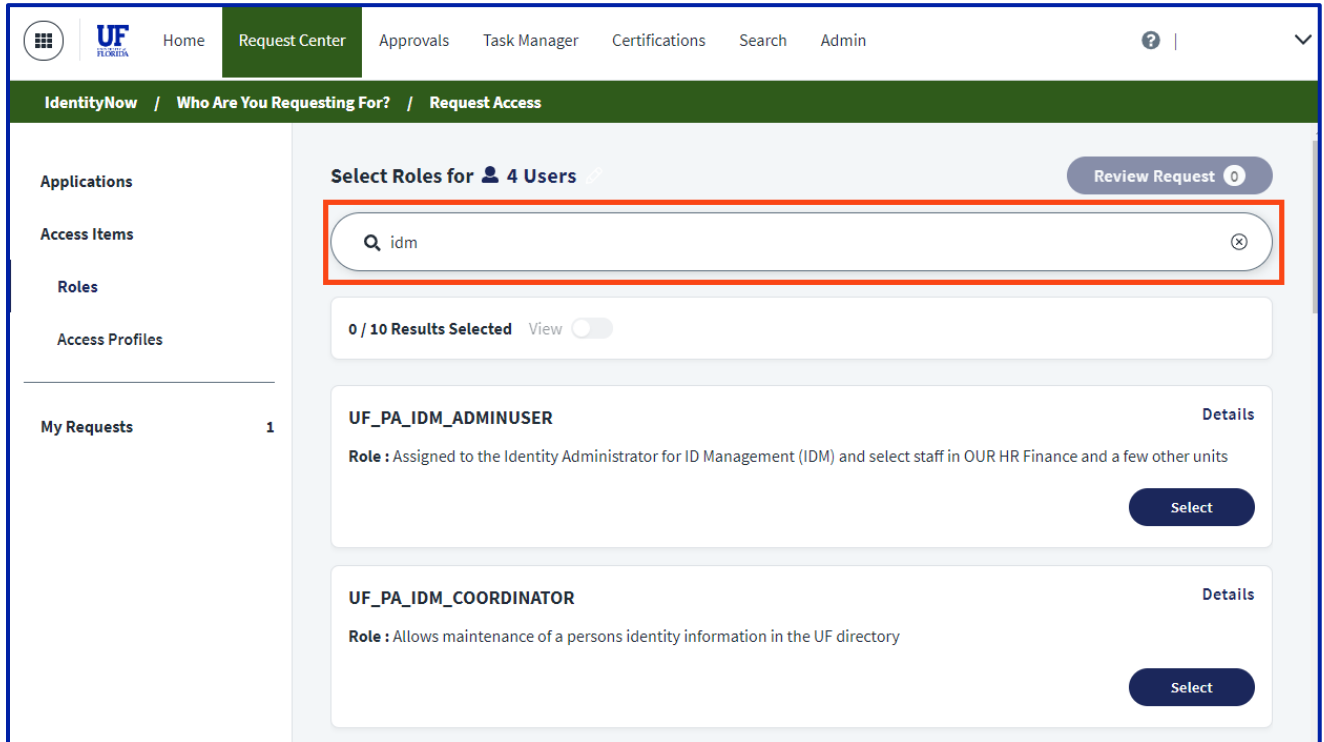 UF
Home Request Center Approvals Task Manager Certifications Search Admin
IdentityNow / Who Are You Requesting For? / Request Access
Applications
Access Items
Roles
Access Profiles
My Requests 1
Select Roles for 4 Users
Review Request 0
idm
0 / 10 Results Selected View
UF_PA_IDM_ADMINUSER
Details
Role : Assigned to the Identity Administrator for ID Management (IDM) and select staff in OUR HR Finance and a few other units
Select
UF_PA_IDM_COORDINATOR
Details
Role : Allows maintenance of a persons identity information in the UF directory
Select